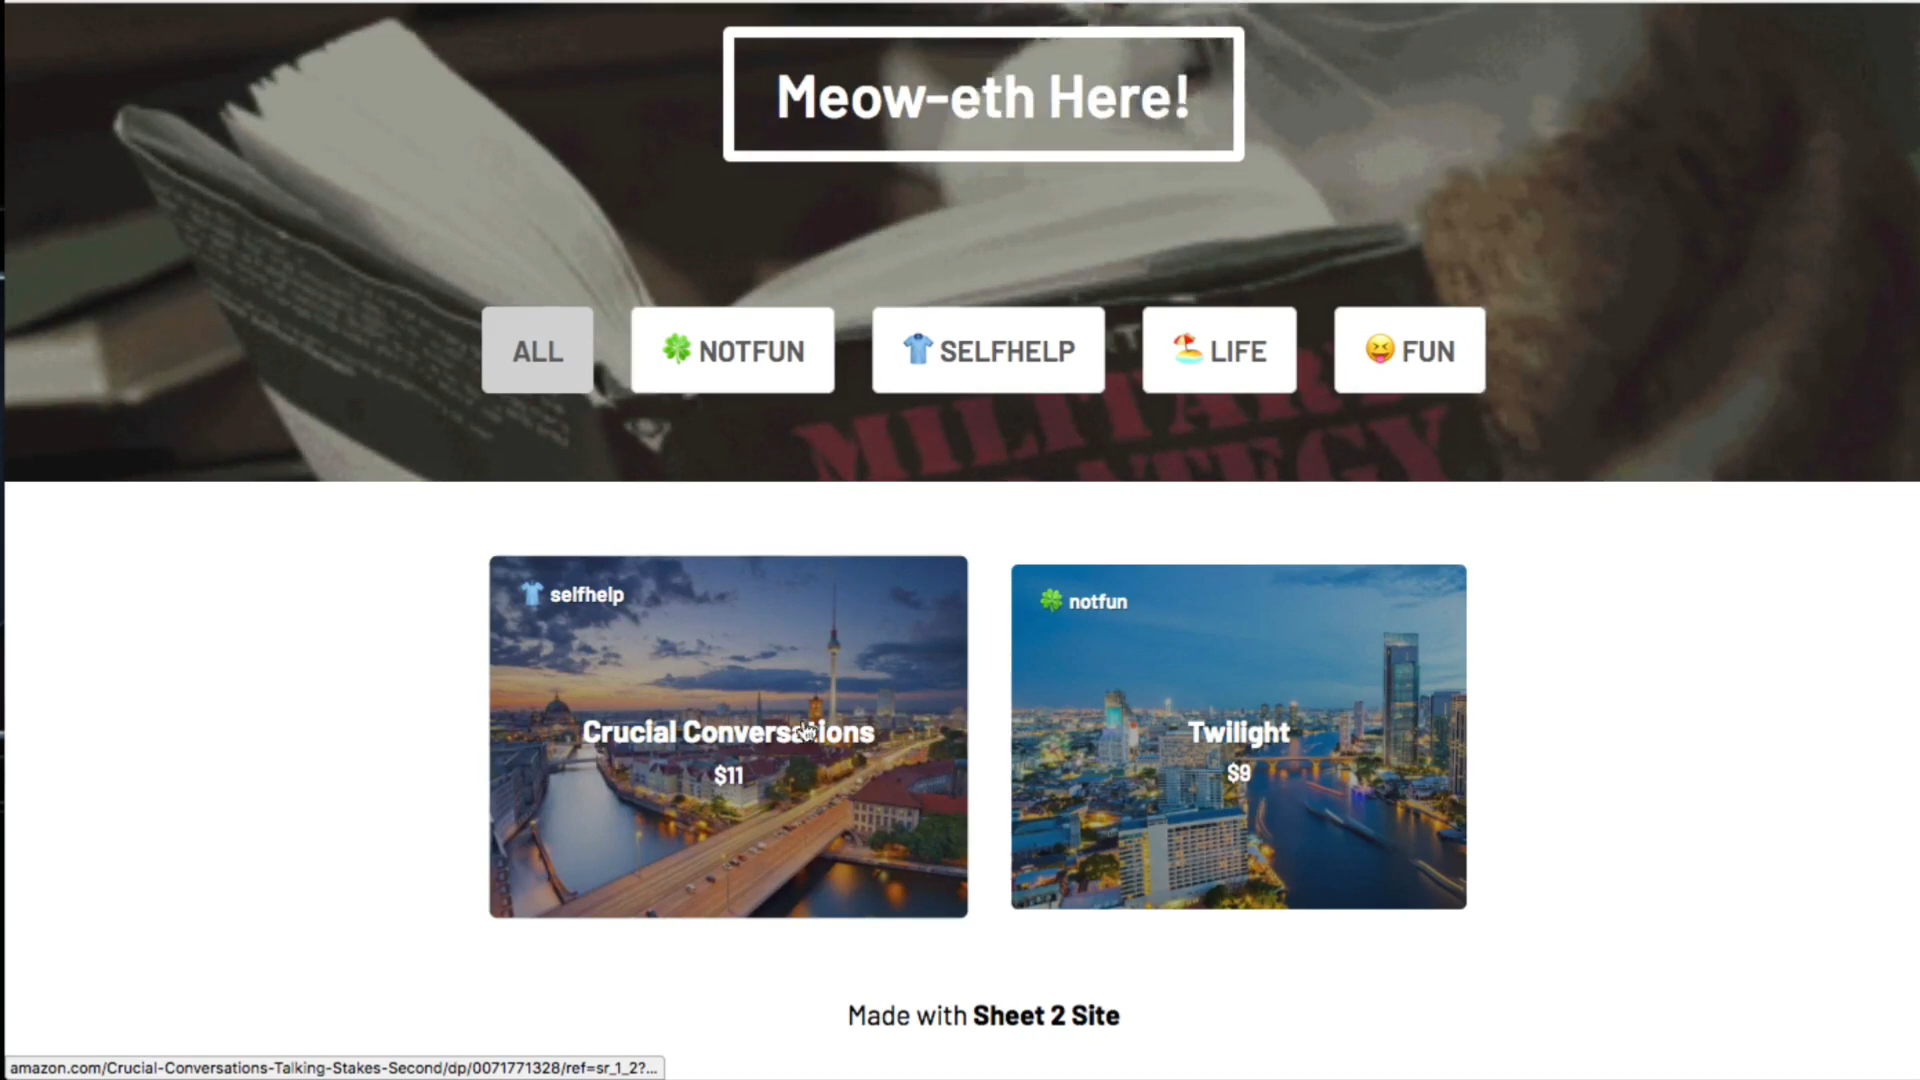 Meow-eth Here!
ALL
🍀 NOTFUN
👕 SELFHELP
🏖️ LIFE
😝 FUN
MILITARY
👕 selfhelp
Crucial Conversations
$11
🍀 notfun
Twilight
$9
Made with Sheet 2 Site
amazon.com/Crucial-Conversations-Talking-Stakes-Second/dp/0071771328/ref=sr_1_2?...